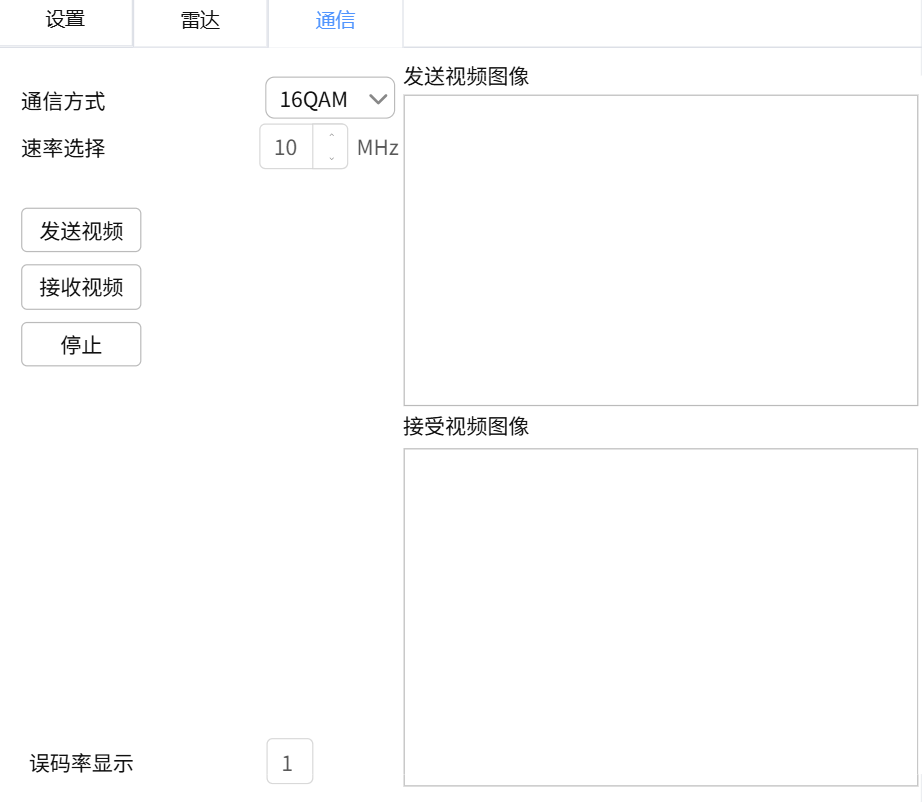 设置 雷达 通信
通信方式 16QAM
速率选择 10 MHz
发送视频
接收视频
停止
误码率显示 1
发送视频图像
接受视频图像